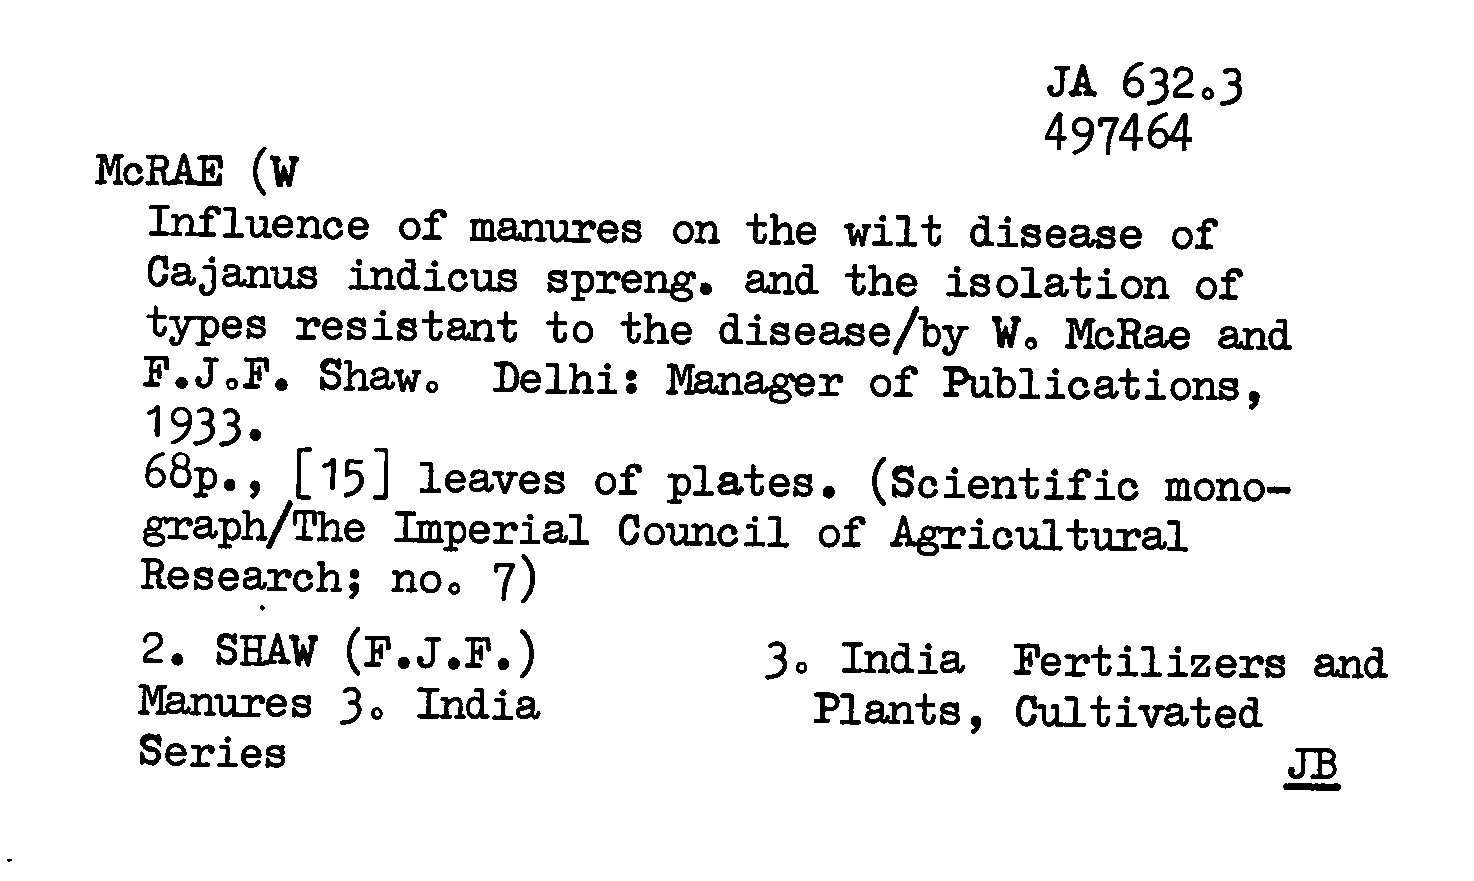 JA 632.3
497464
McRAE (W
Influence of manures on the wilt disease of
Cajanus indicus spreng. and the isolation of
types resistant to the disease/by W. McRae and
F.J.F. Shaw. Delhi: Manager of Publications,
1933.
68p., [15] leaves of plates. (Scientific mono-
graph/The Imperial Council of Agricultural
Research; no. 7)
2. SHAW (F.J.F.)
Manures 3. India
Series
3. India Fertilizers and
Plants, Cultivated
JB